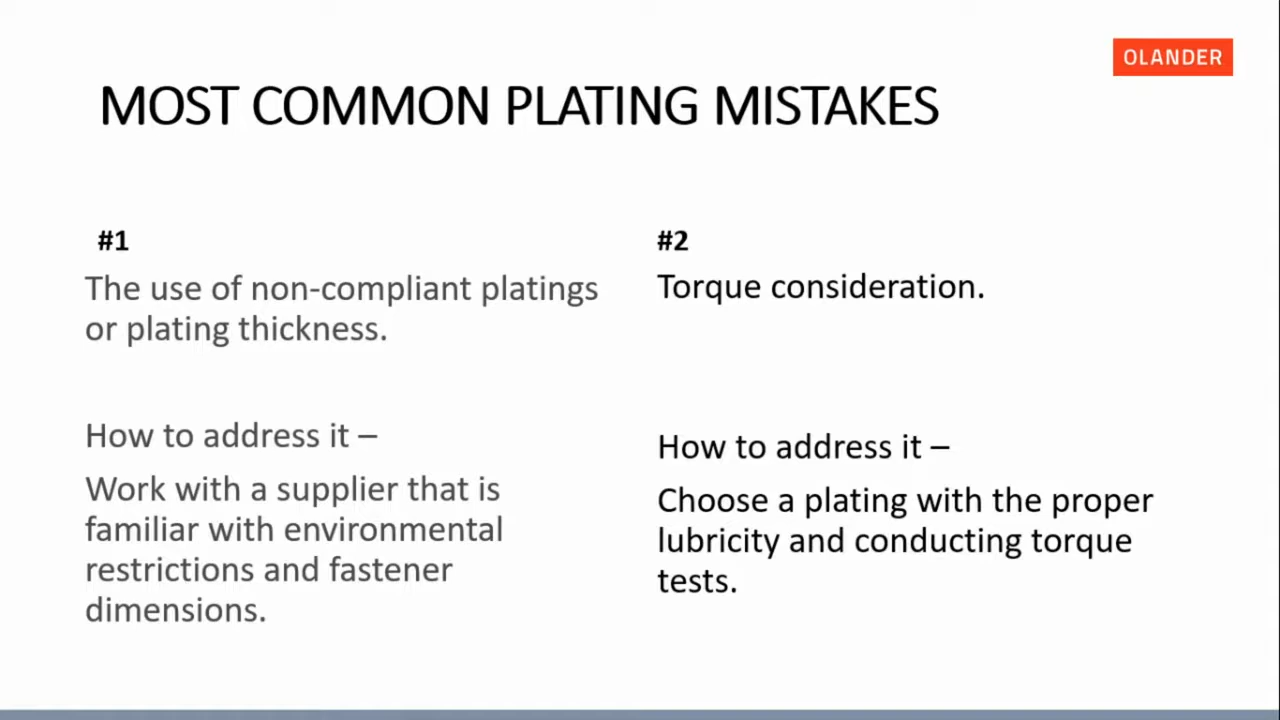 OLANDER
MOST COMMON PLATING MISTAKES
#1
The use of non-compliant platings
or plating thickness.
How to address it –
Work with a supplier that is
familiar with environmental
restrictions and fastener
dimensions.
#2
Torque consideration.
How to address it –
Choose a plating with the proper
lubricity and conducting torque
tests.